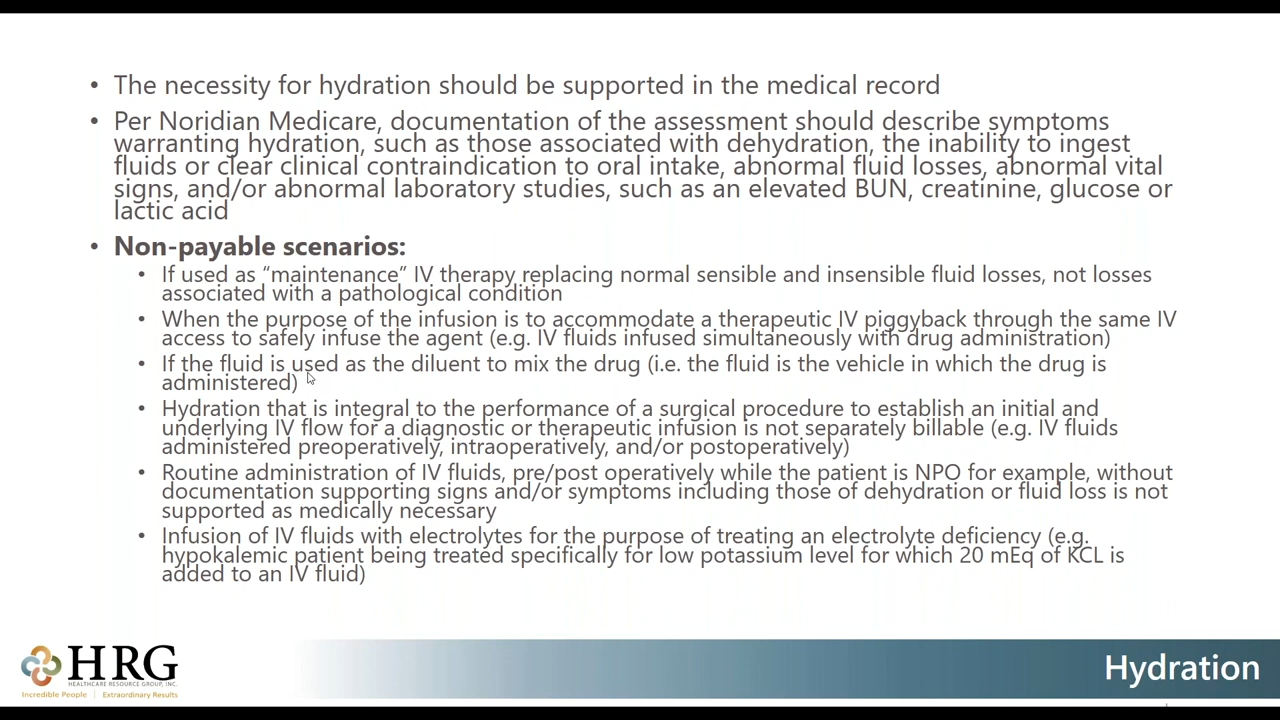 • The necessity for hydration should be supported in the medical record
• Per Noridian Medicare, documentation of the assessment should describe symptoms
warranting hydration, such as those associated with dehydration, the inability to ingest
fluids or clear clinical contraindication to oral intake, abnormal fluid losses, abnormal vital
signs, and/or abnormal laboratory studies, such as an elevated BUN, creatinine, glucose or
lactic acid
• Non-payable scenarios:
• If used as “maintenance” IV therapy replacing normal sensible and insensible fluid losses, not losses
associated with a pathological condition
• When the purpose of the infusion is to accommodate a therapeutic IV piggyback through the same IV
access to safely infuse the agent (e.g. IV fluids infused simultaneously with drug administration)
• If the fluid is used as the diluent to mix the drug (i.e. the fluid is the vehicle in which the drug is
administered)
• Hydration that is integral to the performance of a surgical procedure to establish an initial and
underlying IV flow for a diagnostic or therapeutic infusion is not separately billable (e.g. IV fluids
administered preoperatively, intraoperatively, and/or postoperatively)
• Routine administration of IV fluids, pre/post operatively while the patient is NPO for example, without
documentation supporting signs and/or symptoms including those of dehydration or fluid loss is not
supported as medically necessary
• Infusion of IV fluids with electrolytes for the purpose of treating an electrolyte deficiency (e.g.
hypokalemic patient being treated specifically for low potassium level for which 20 mEq of KCL is
added to an IV fluid)
HRG
HEALTHCARE RESOURCE GROUP, INC.
Incredible People | Extraordinary Results
Hydration